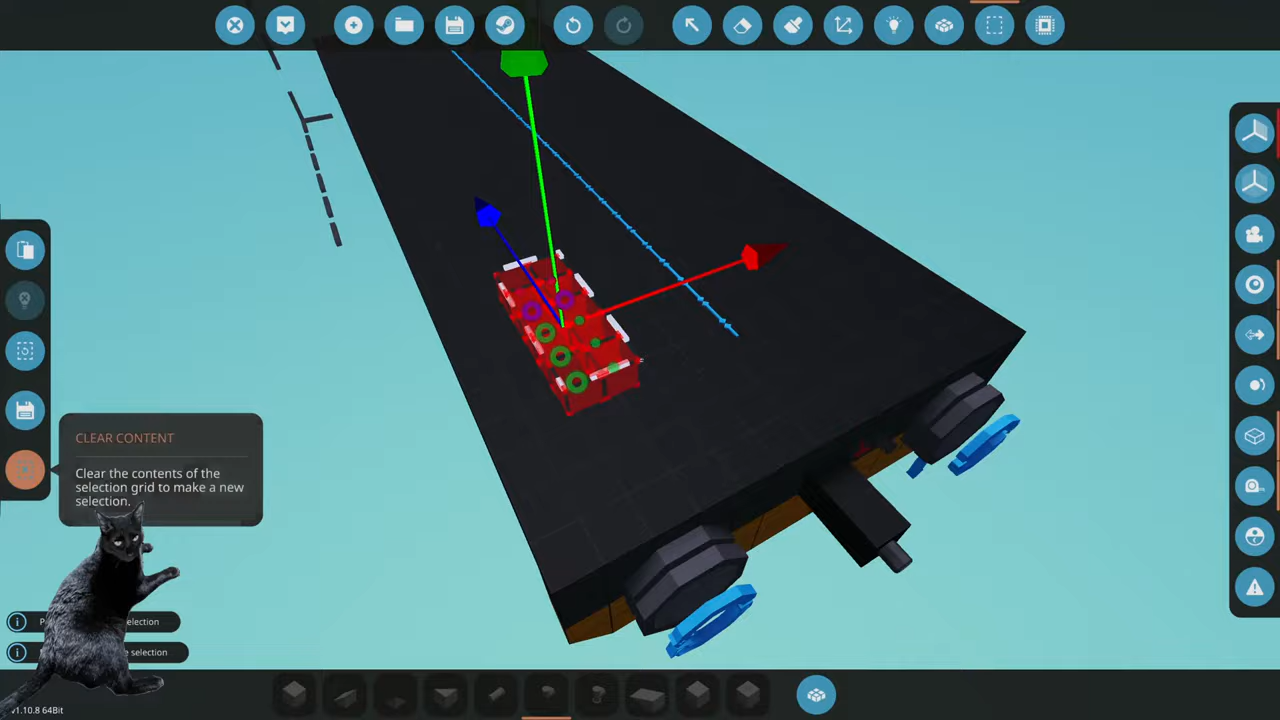 CLEAR CONTENT
Clear the contents of the
selection grid to make a new
selection.
election
e selection
v1.10.8 64Bit